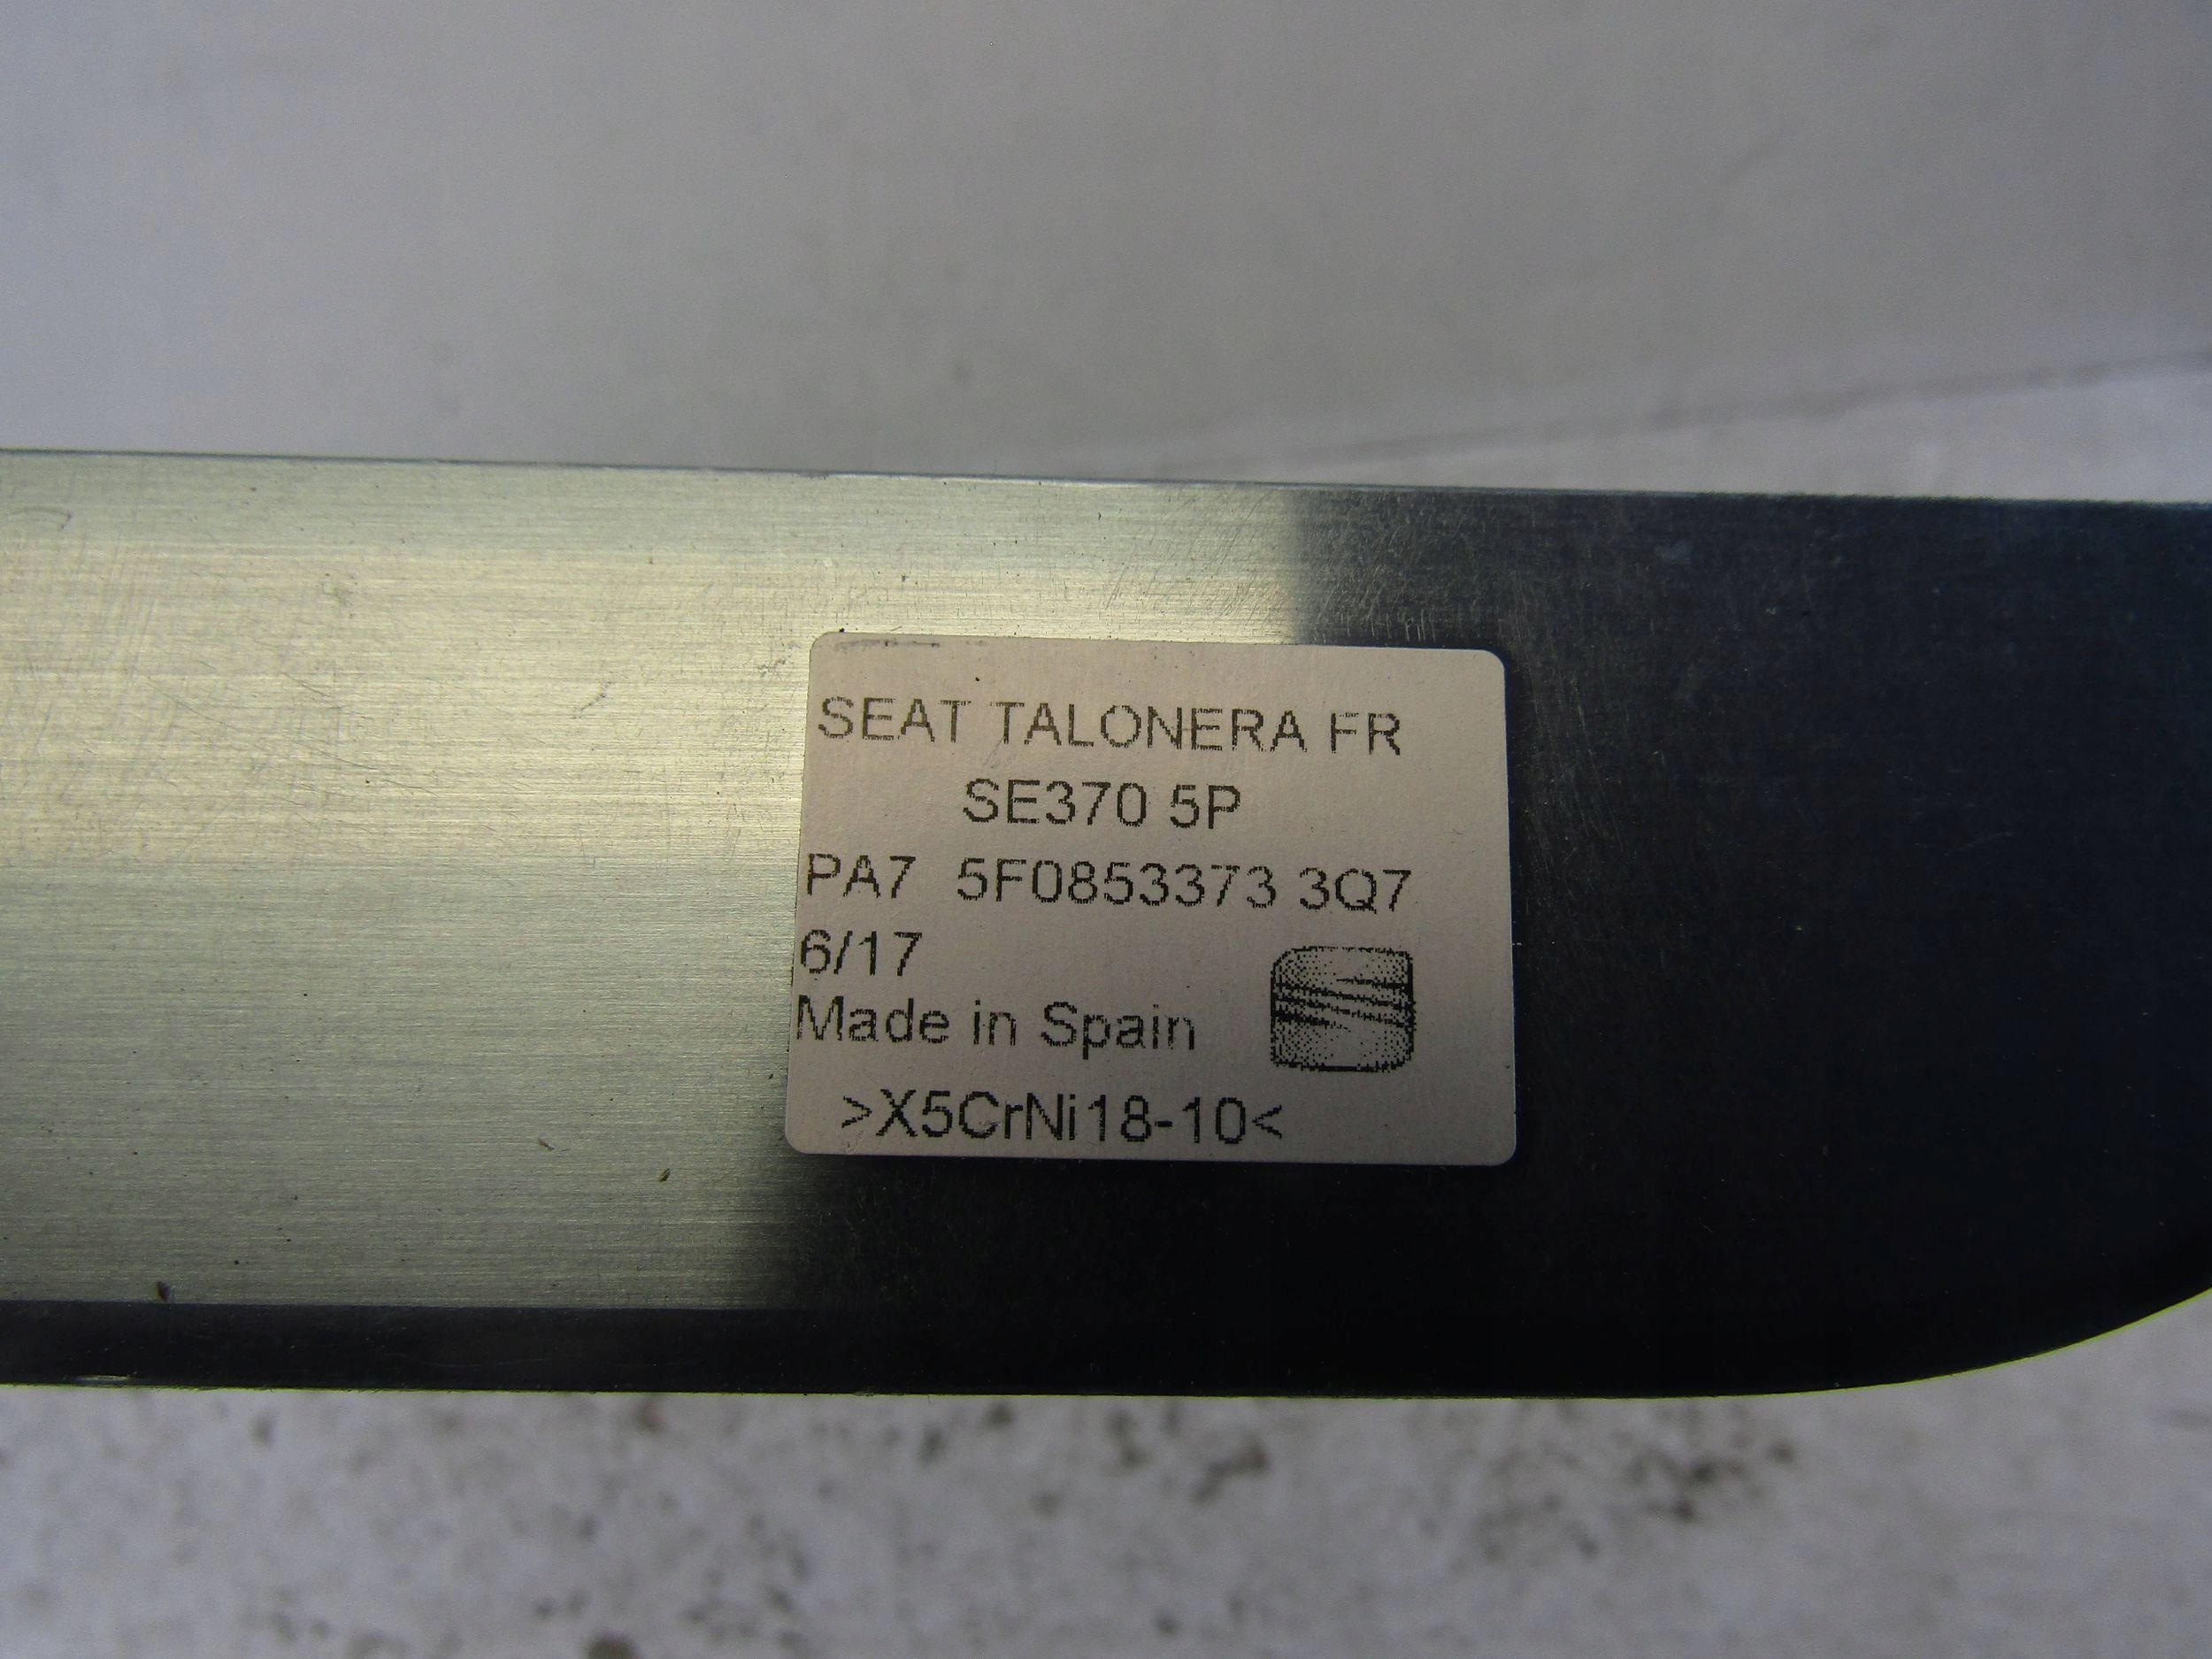 SEAT TALONERA FR
SE370 5P
PA7 5F0853373 3Q7
6/17
Made in Spain
>X5CrNi18-10<